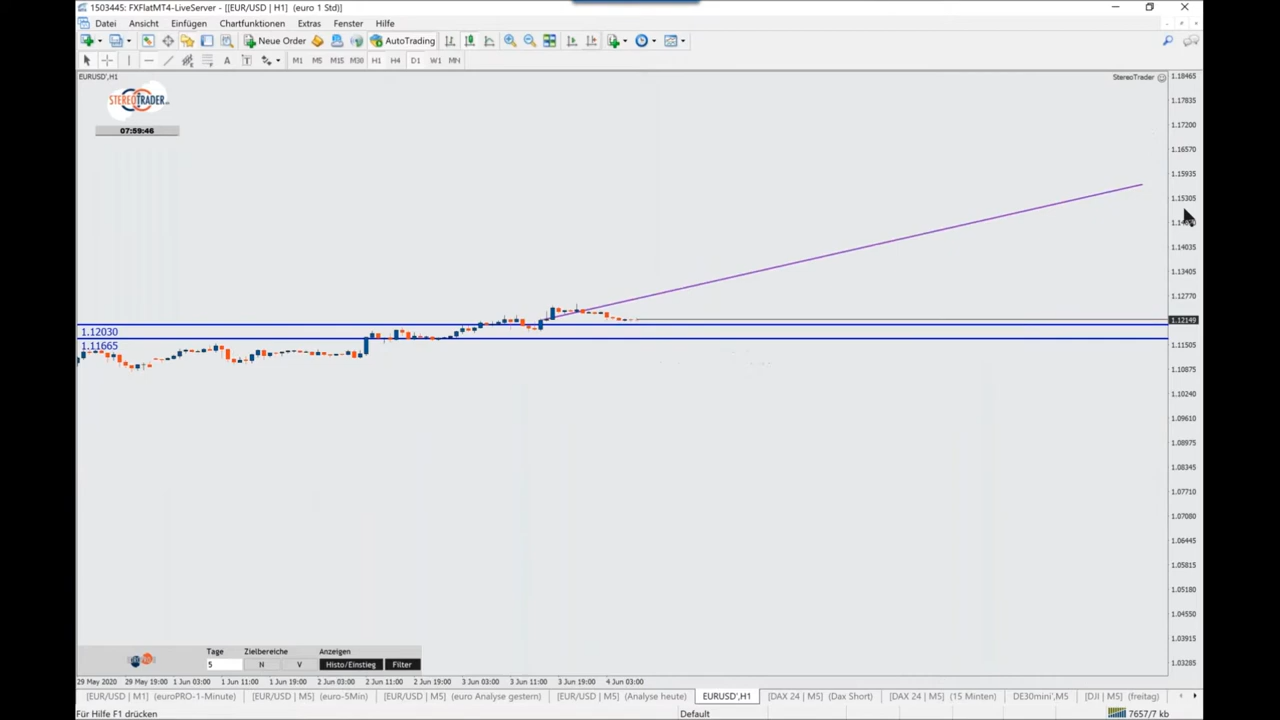 1503445: FXFlatMT4-LiveServer - [[EUR/USD | H1] (euro 1 Std)]
Datei Ansicht Einfügen Chartfunktionen Extras Fenster Hilfe
Neue Order AutoTrading
A T M1 M5 M15 M30 H1 H4 D1 W1 MN
EURUSD',H1
StereoTrader
STEREOTRADER
07:59:46
1.18465
1.17835
1.17200
1.16570
1.15935
1.15305
1.14035
1.13405
1.12770
1.12149
1.11505
1.10875
1.10240
1.09610
1.08975
1.08345
1.07710
1.07080
1.06445
1.05815
1.05180
1.04550
1.03915
1.03285
1.12030
1.11665
Tage Zielbereiche Anzeigen
5 N V Histo/Einstieg Filter
29 May 2020 29 May 19:00 1 Jun 03:00 1 Jun 11:00 1 Jun 19:00 2 Jun 03:00 2 Jun 11:00 2 Jun 19:00 3 Jun 03:00 3 Jun 11:00 3 Jun 19:00 4 Jun 03:00
[EUR/USD | M1] (euroPRO-1-Minute) [EUR/USD | M5] (euro-5Min) [EUR/USD | M5] (euro Analyse gestern) [EUR/USD | M5] (Analyse heute) EURUSD',H1 [DAX 24 | M5] (Dax Short) [DAX 24 | M5] (15 Minten) DE30mini',M5 [DJI | M5] (freitag)
Für Hilfe F1 drücken Default 7657/7 kb